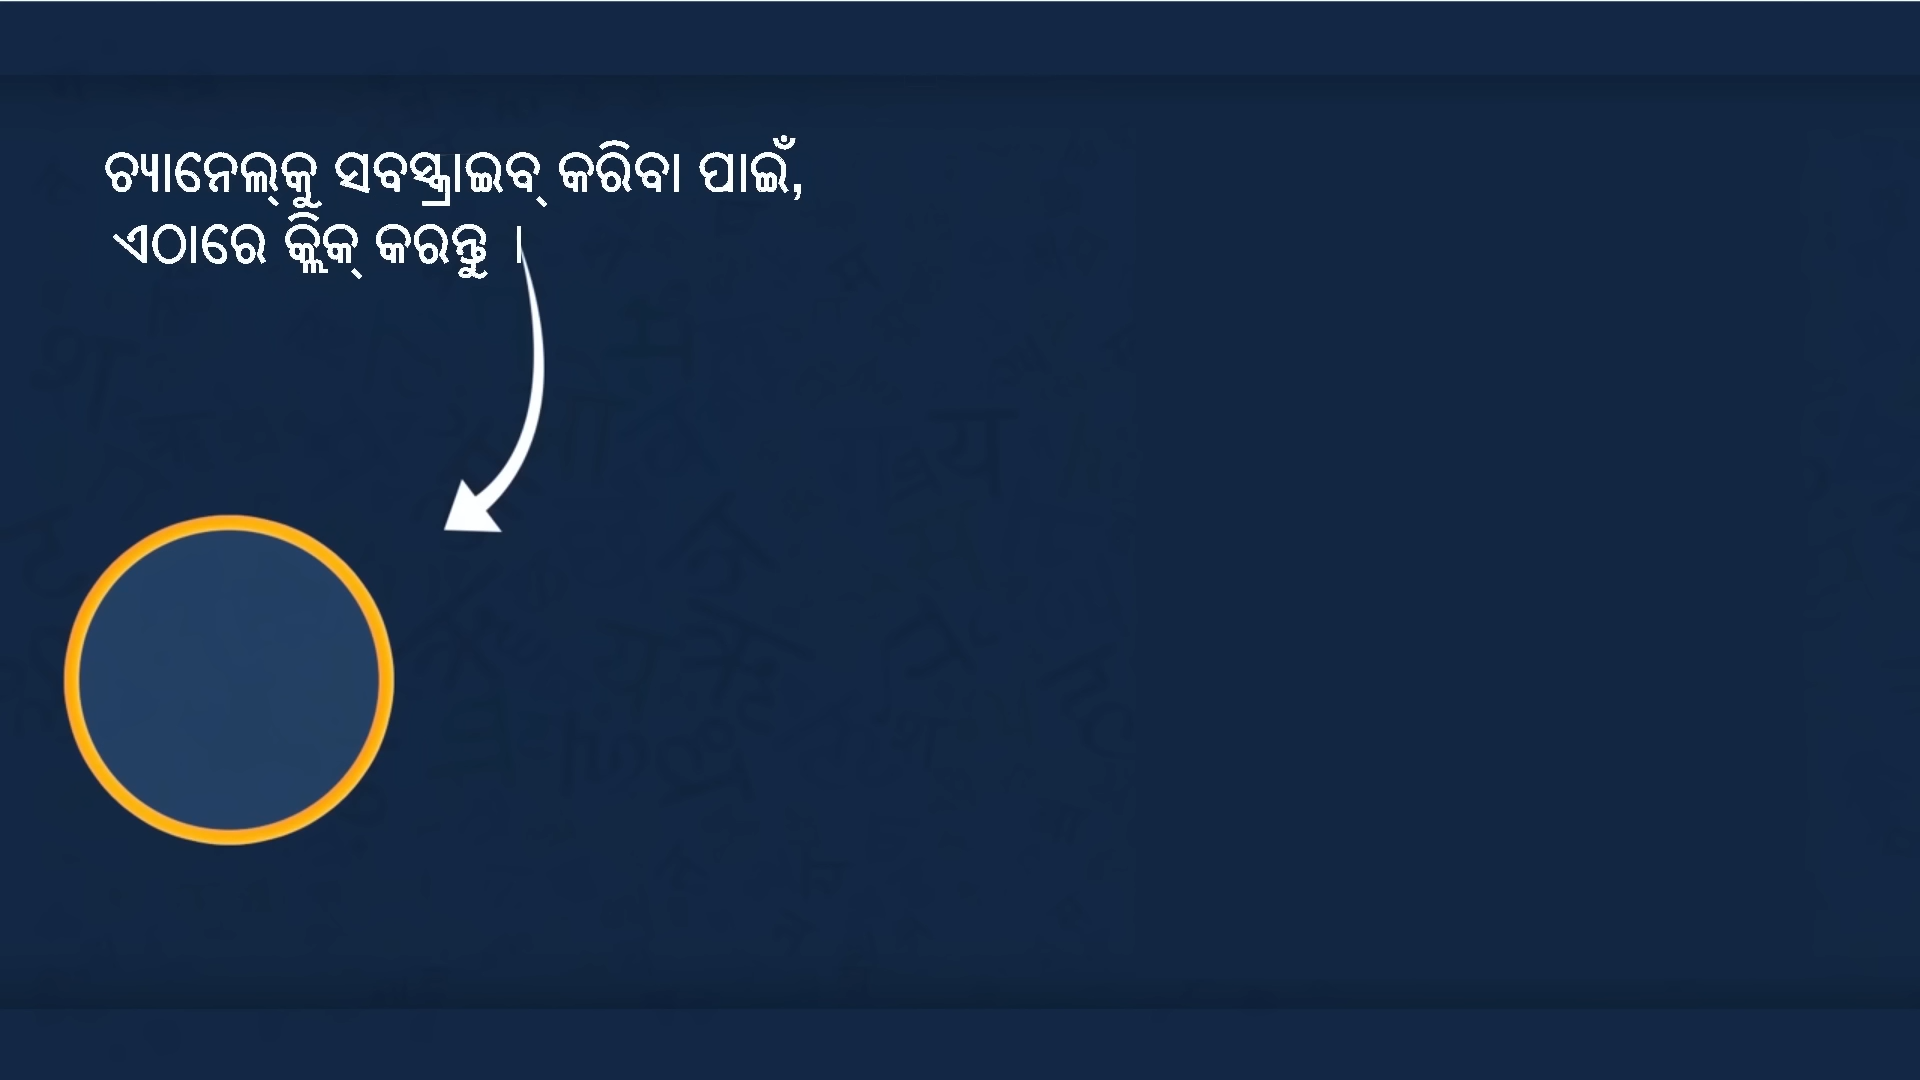 ଚ୍ୟାନେଲ୍‌କୁ ସବସ୍କ୍ରାଇବ୍ କରିବା ପାଇଁ,
ଏଠାରେ କ୍ଲିକ୍ କରନ୍ତୁ ।